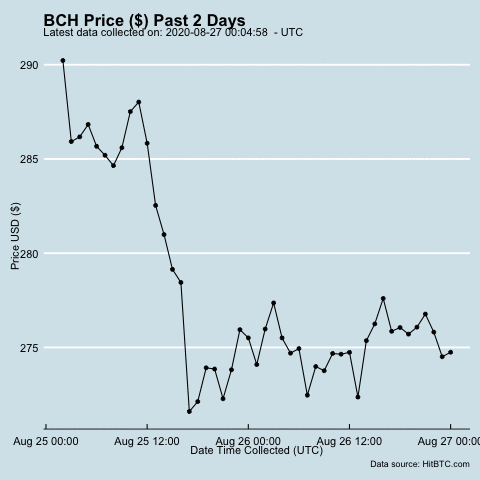 BCH Price ($) Past 2 Days
Latest data collected on: 2020-08-27 00:04:58 - UTC
290
285
280
275
Price USD ($)
Aug 25 00:00 Aug 25 12:00 Aug 26 00:00 Aug 26 12:00 Aug 27 00:00
Date Time Collected (UTC)
Data source: HitBTC.com